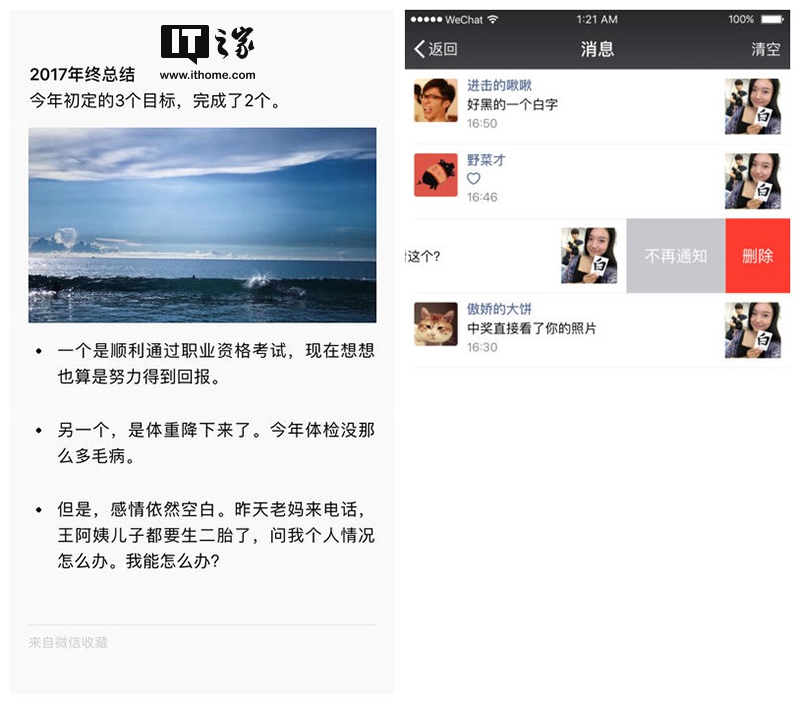 IT之家
www.ithome.com
2017年终总结
今年初定的3个目标，完成了2个。
一个是顺利通过职业资格考试，现在想想
也算是努力得到回报。
另一个，是体重降下来了。今年体检没那
么多毛病。
但是，感情依然空白。昨天老妈来电话，
王阿姨儿子都要生二胎了，问我个人情况
怎么办。我能怎么办?
来自微信收藏
WeChat 1:21 AM 100%
返回 消息 清空
进击的啾啾
好黑的一个白字
16:50
白
野菜才
16:46
白
这个?
白
不再通知 删除
傲娇的大饼
中奖直接看了你的照片
16:30
白